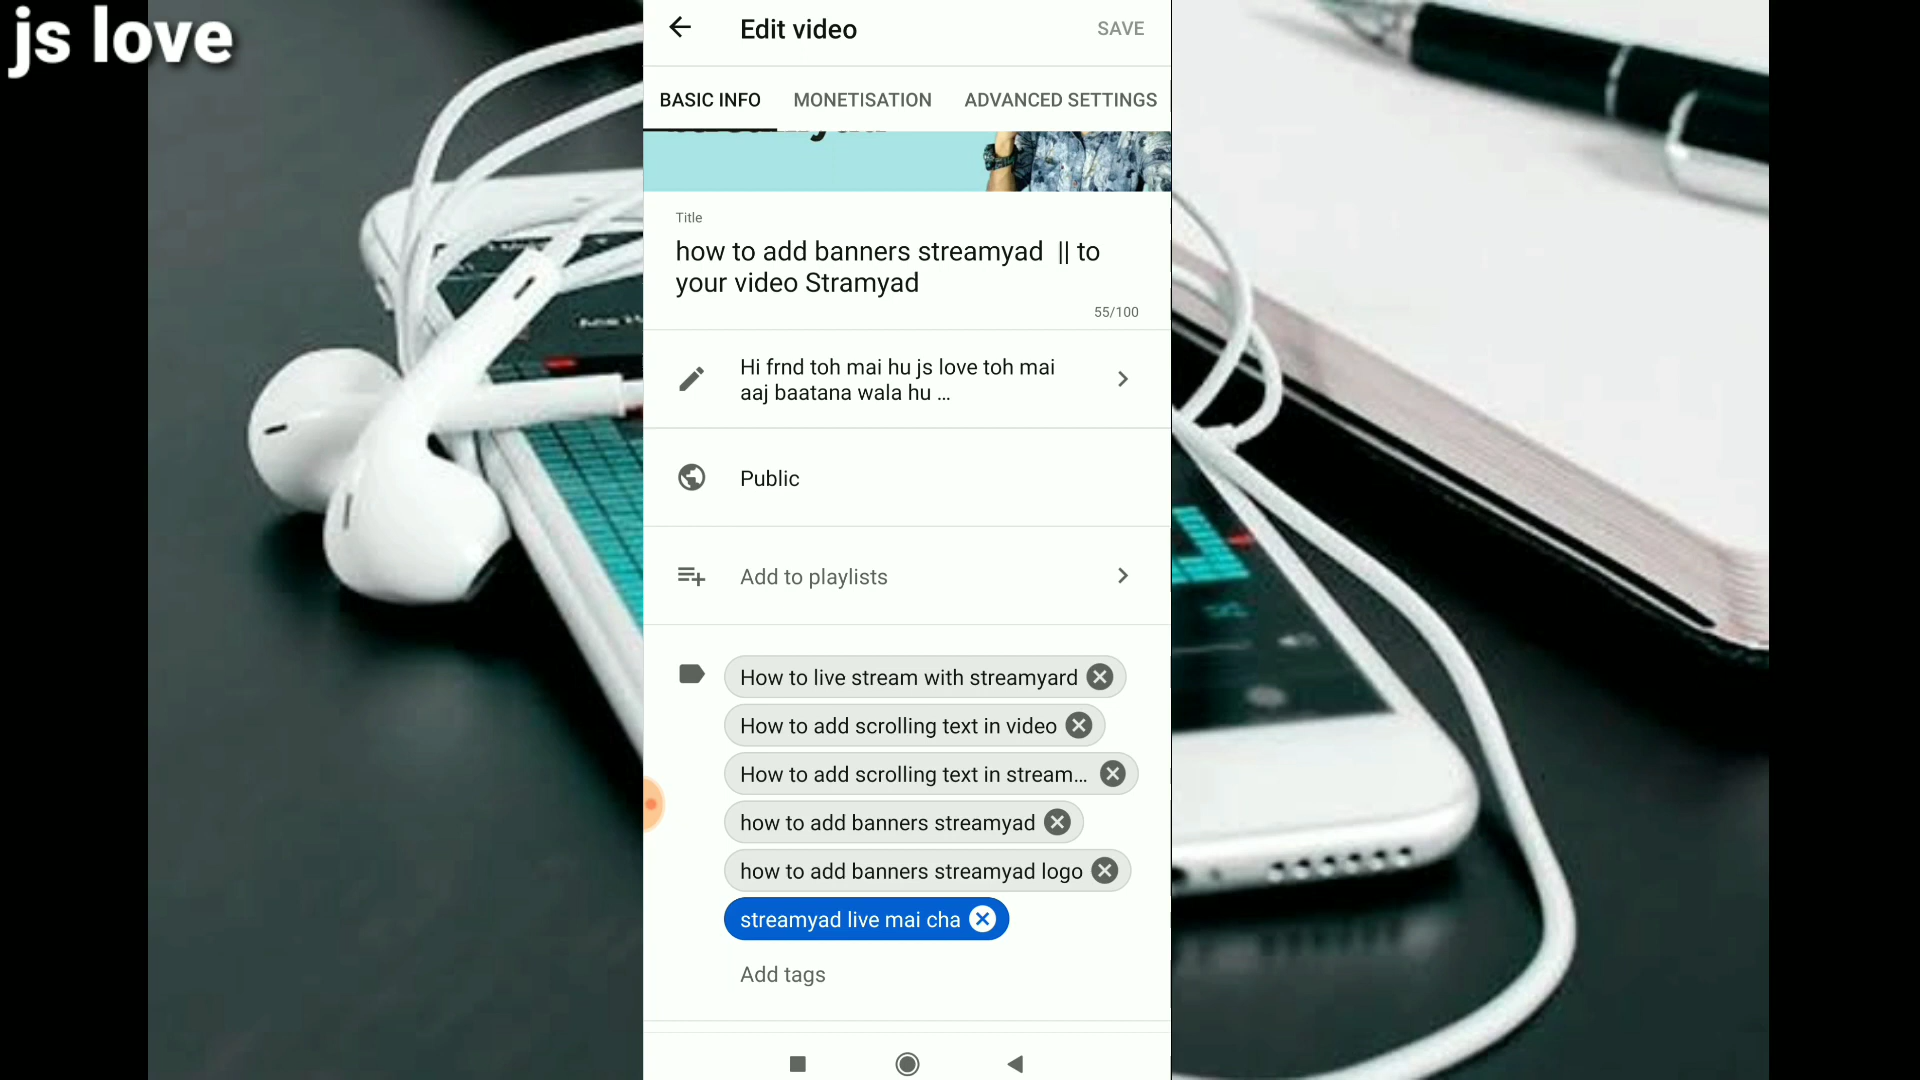 js love
Edit video
SAVE
BASIC INFO
MONETISATION
ADVANCED SETTINGS
Title
how to add banners streamyad || to
your video Stramyad
55/100
Hi frnd toh mai hu js love toh mai
aaj baatana wala hu ...
Public
Add to playlists
How to live stream with streamyard
How to add scrolling text in video
How to add scrolling text in stream...
how to add banners streamyad
how to add banners streamyad logo
streamyad live mai cha
Add tags